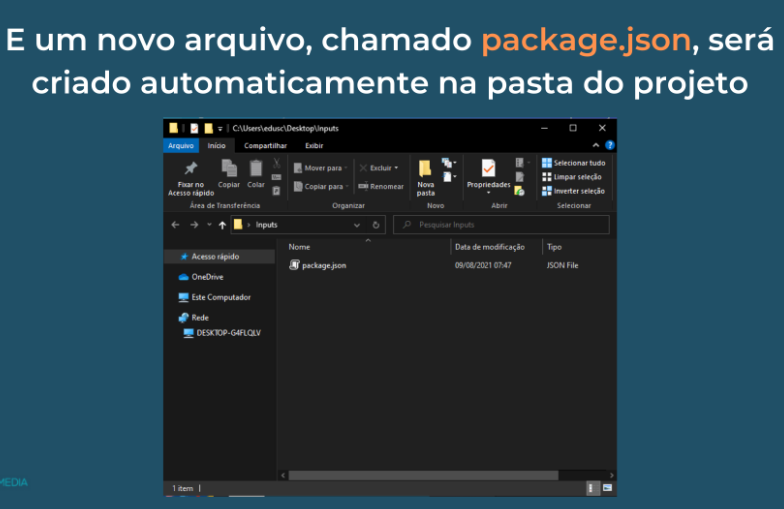 E um novo arquivo, chamado package.json, será
criado automaticamente na pasta do projeto
C:\Users\edusc\Desktop\Inputs
Arquivo Início Compartilhar Exibir
Fixar no
Acesso rápido
Copiar
Colar
Mover para
Copiar para
Excluir
Renomear
Nova
pasta
Propriedades
Selecionar tudo
Limpar seleção
Inverter seleção
Área de Transferência Organizar Novo Abrir Selecionar
Inputs
Pesquisar Inputs
Nome Data de modificação Tipo
package.json 09/08/2021 07:47 JSON File
Acesso rápido
OneDrive
Este Computador
Rede
DESKTOP-G4FLQLV
MEDIA
1 item